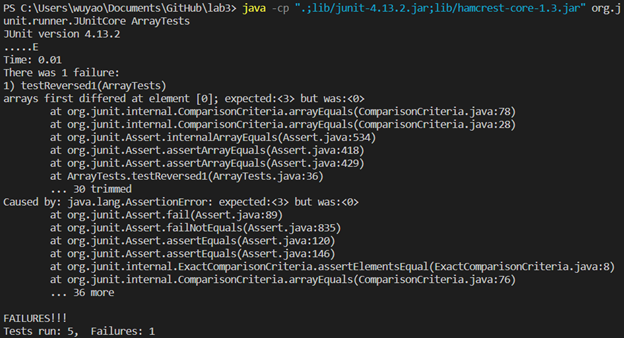 PS C:\Users\wuyao\Documents\GitHub\lab3> java -cp ".;lib/junit-4.13.2.jar;lib/hamcrest-core-1.3.jar" org.j
unit.runner.JUnitCore ArrayTests
JUnit version 4.13.2
.....E
Time: 0.01
There was 1 failure:
1) testReversed1(ArrayTests)
arrays first differed at element [0]; expected:<3> but was:<0>
        at org.junit.internal.ComparisonCriteria.arrayEquals(ComparisonCriteria.java:78)
        at org.junit.internal.ComparisonCriteria.arrayEquals(ComparisonCriteria.java:28)
        at org.junit.Assert.internalArrayEquals(Assert.java:534)
        at org.junit.Assert.assertArrayEquals(Assert.java:418)
        at org.junit.Assert.assertArrayEquals(Assert.java:429)
        at ArrayTests.testReversed1(ArrayTests.java:36)
        ... 30 trimmed
Caused by: java.lang.AssertionError: expected:<3> but was:<0>
        at org.junit.Assert.fail(Assert.java:89)
        at org.junit.Assert.failNotEquals(Assert.java:835)
        at org.junit.Assert.assertEquals(Assert.java:120)
        at org.junit.Assert.assertEquals(Assert.java:146)
        at org.junit.internal.ExactComparisonCriteria.assertElementsEqual(ExactComparisonCriteria.java:8)
        at org.junit.internal.ComparisonCriteria.arrayEquals(ComparisonCriteria.java:76)
        ... 36 more

FAILURES!!!
Tests run: 5,  Failures: 1